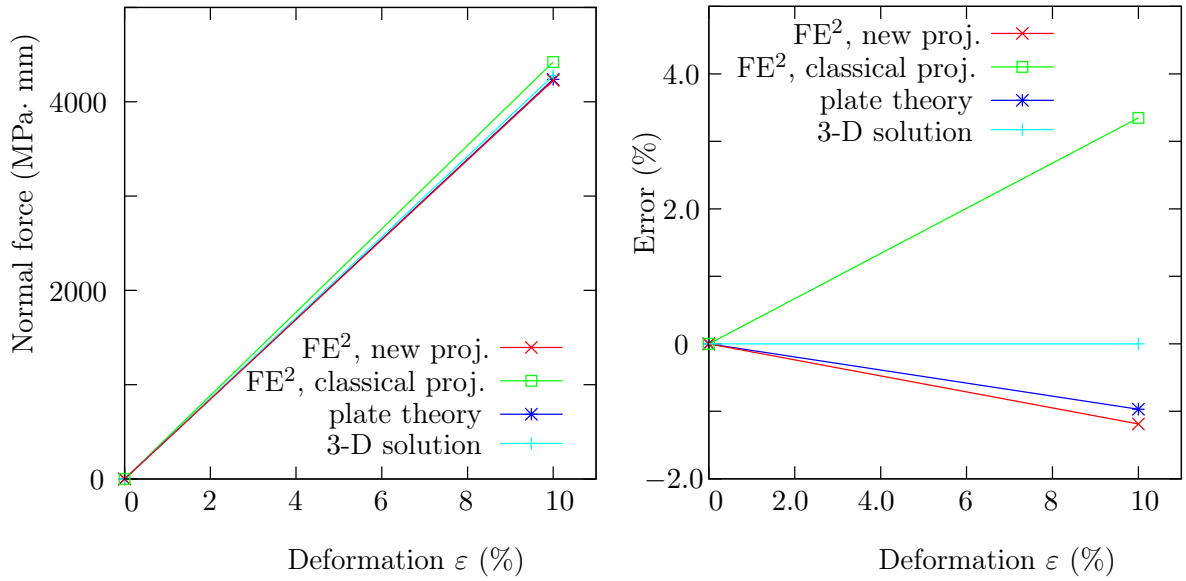 Normal force (MPa· mm)
4000
2000
0
FE², new proj.
FE², classical proj.
plate theory
3-D solution
0 2 4 6 8 10
Deformation ε (%)
Error (%)
4.0
2.0
0
−2.0
FE², new proj.
FE², classical proj.
plate theory
3-D solution
0 2.0 4.0 6 8 10
Deformation ε (%)